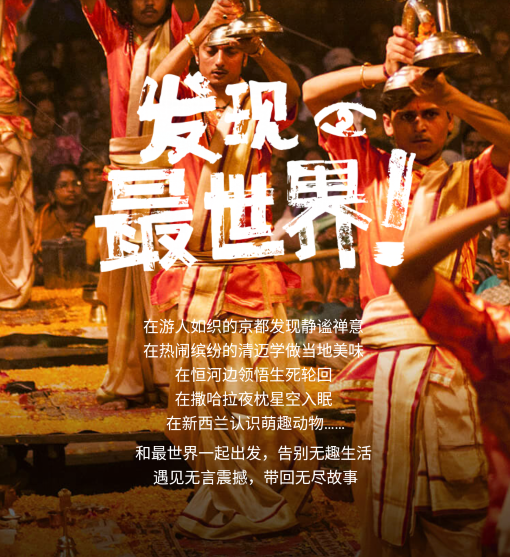 发现
最世界!
在游人如织的京都发现静谧禅意
在热闹缤纷的清迈学做当地美味
在恒河边领悟生死轮回
在撒哈拉夜枕星空入眠
在新西兰认识萌趣动物……
和最世界一起出发，告别无趣生活
遇见无言震撼，带回无尽故事